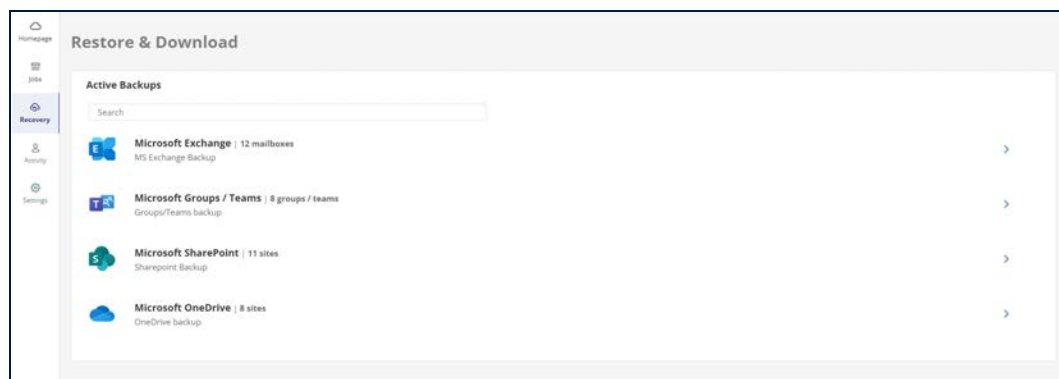 Homepage
Jobs
Recovery
Activity
Settings
Restore & Download
Active Backups
Search
Microsoft Exchange | 12 mailboxes
MS Exchange Backup
Microsoft Groups / Teams | 8 groups / teams
Groups/Teams backup
Microsoft SharePoint | 11 sites
Sharepoint Backup
Microsoft OneDrive | 8 sites
OneDrive backup